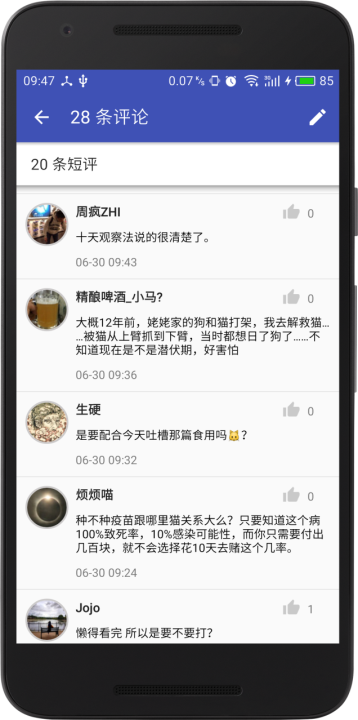 09:47 0.07 ᴷ/s 85
28 条评论
20 条短评
周疯ZHI 0
十天观察法说的很清楚了。
06-30 09:43
精酿啤酒_小马? 0
大概12年前，姥姥家的狗和猫打架，我去解救猫…
…被猫从上臂抓到下臂，当时都想日了狗了……不
知道现在是不是潜伏期，好害怕
06-30 09:36
生硬 0
是要配合今天吐槽那篇食用吗🐱？
06-30 09:32
烦烦喵 0
种不种疫苗跟哪里猫关系大么？只要知道这个病
100%致死率，10%感染可能性，而你只需要付出
几百块，就不会选择花10天去赌这个几率。
06-30 09:24
Jojo 1
懒得看完 所以是要不要打？